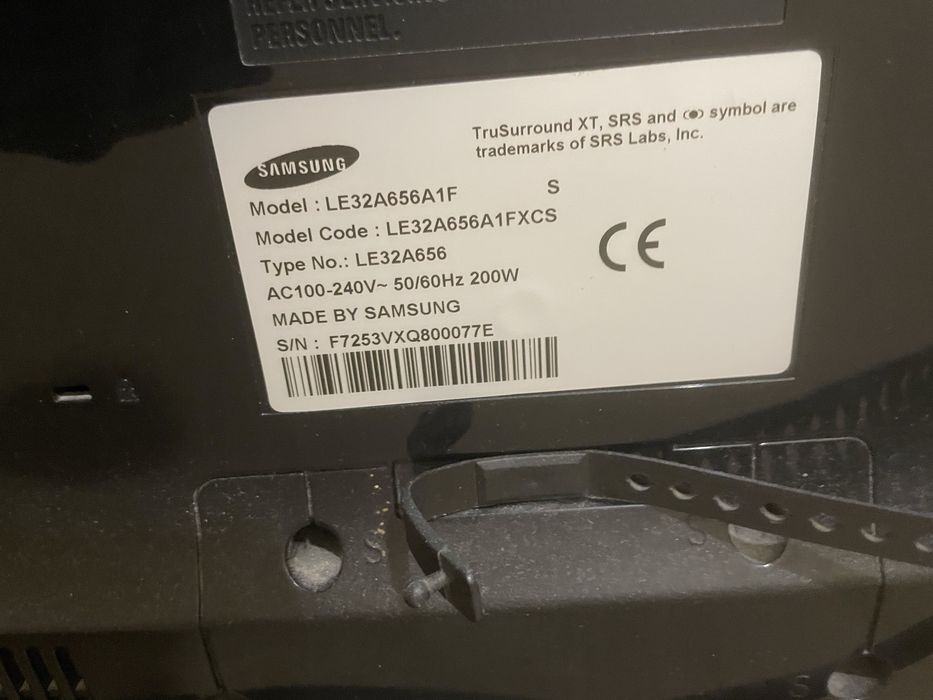 PERSONNEL.
TruSurround XT, SRS and symbol are
trademarks of SRS Labs, Inc.
SAMSUNG
Model : LE32A656A1F S
Model Code : LE32A656A1FXCS
Type No.: LE32A656
AC100-240V~ 50/60Hz 200W
MADE BY SAMSUNG
S/N : F7253VXQ800077E
CE
S
S
S